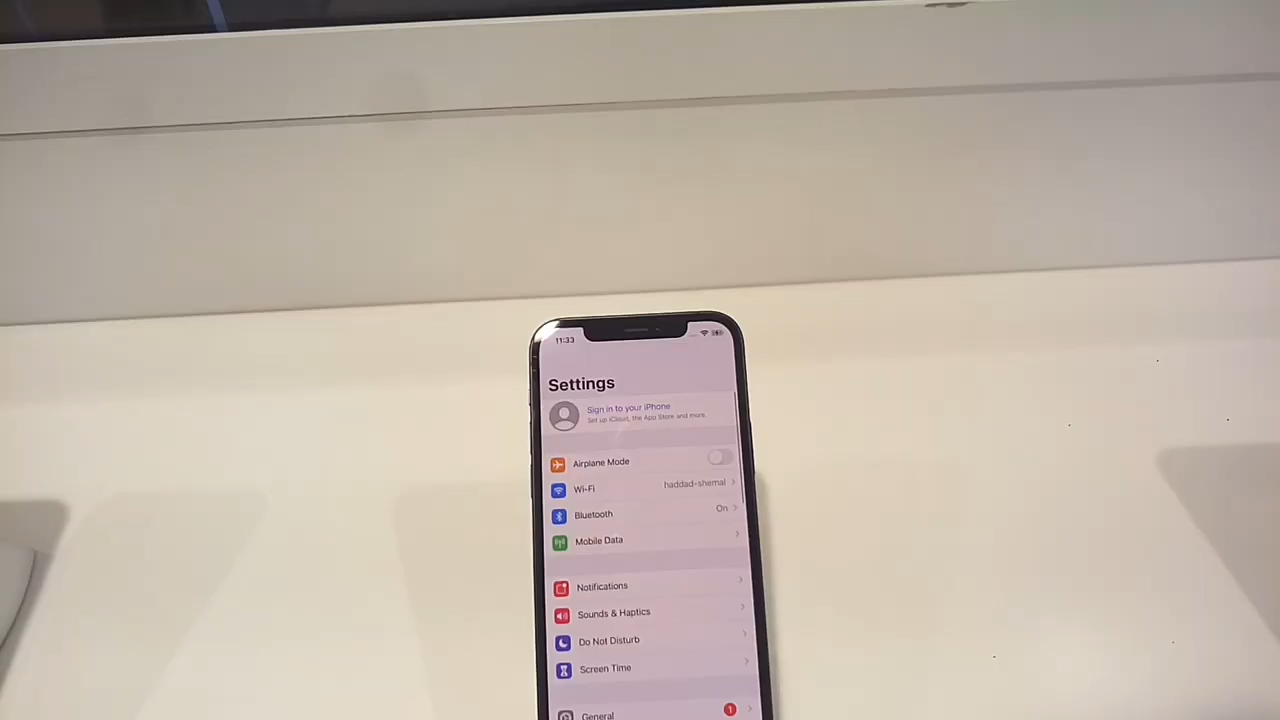 11:33
Settings
Sign in to your iPhone
Set up iCloud, the App Store and more.
Airplane Mode
Wi-Fi haddad-shemal
Bluetooth On
Mobile Data
Notifications
Sounds & Haptics
Do Not Disturb
Screen Time
General 1